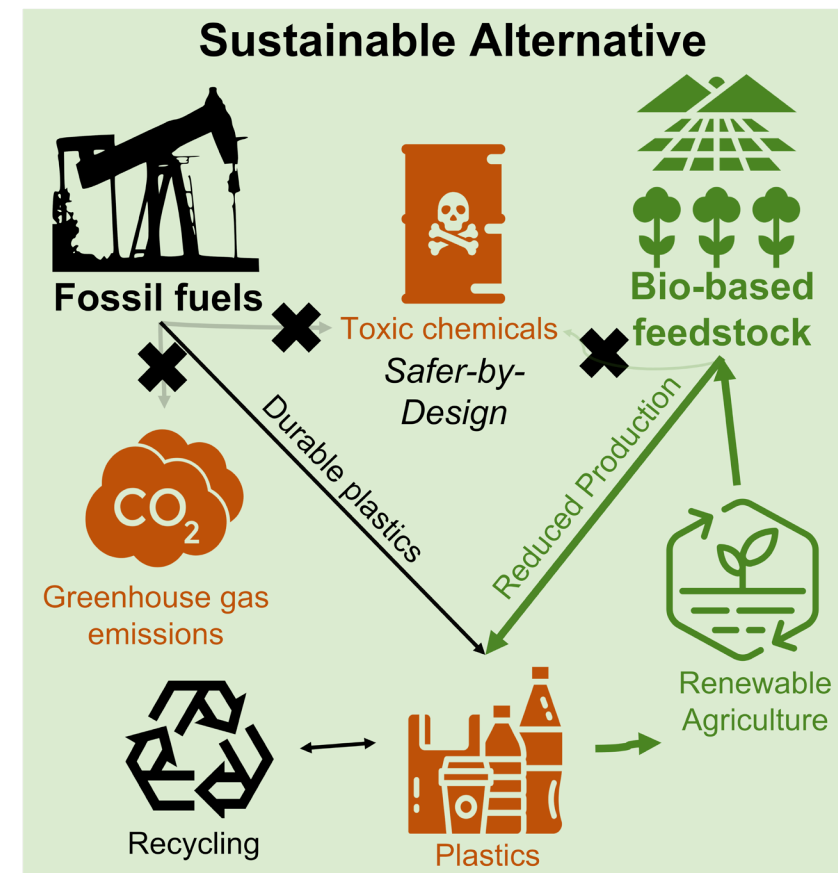 Sustainable Alternative
Fossil fuels
Toxic chemicals
Safer-by-
Design
Bio-based
feedstock
Durable plastics
Reduced Production
CO2
Greenhouse gas
emissions
Renewable
Agriculture
Recycling
Plastics